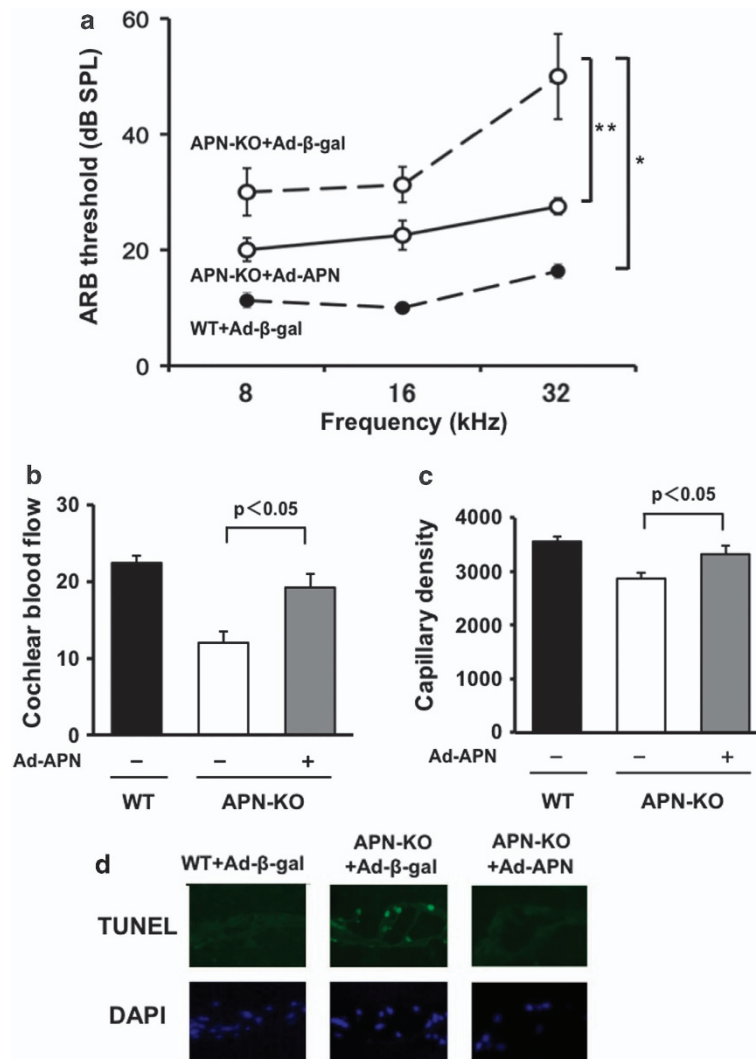 a
60
40
20
0
ARB threshold (dB SPL)
APN-KO+Ad-β-gal
APN-KO+Ad-APN
WT+Ad-β-gal
**
*
8 16 32
Frequency (kHz)
b
30
20
10
0
Cochlear blood flow
p<0.05
Ad-APN − − +
WT APN-KO
c
4000
3000
2000
1000
0
Capillary density
p<0.05
Ad-APN − − +
WT APN-KO
d
WT+Ad-β-gal
APN-KO
+Ad-β-gal
APN-KO
+Ad-APN
TUNEL
DAPI